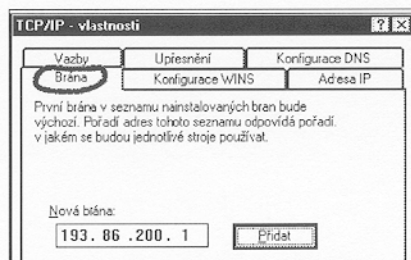 TCP/IP - vlastnosti
Vazby
Upřesnění
Konfigurace DNS
Brána
Konfigurace WINS
Adresa IP
První brána v seznamu nainstalovaných bran bude
výchozí. Pořadí adres tohoto seznamu odpovídá pořadí.
v jakém se budou jednotlivé stroje používat.
Nová brána:
193. 86 .200. 1
Přidat